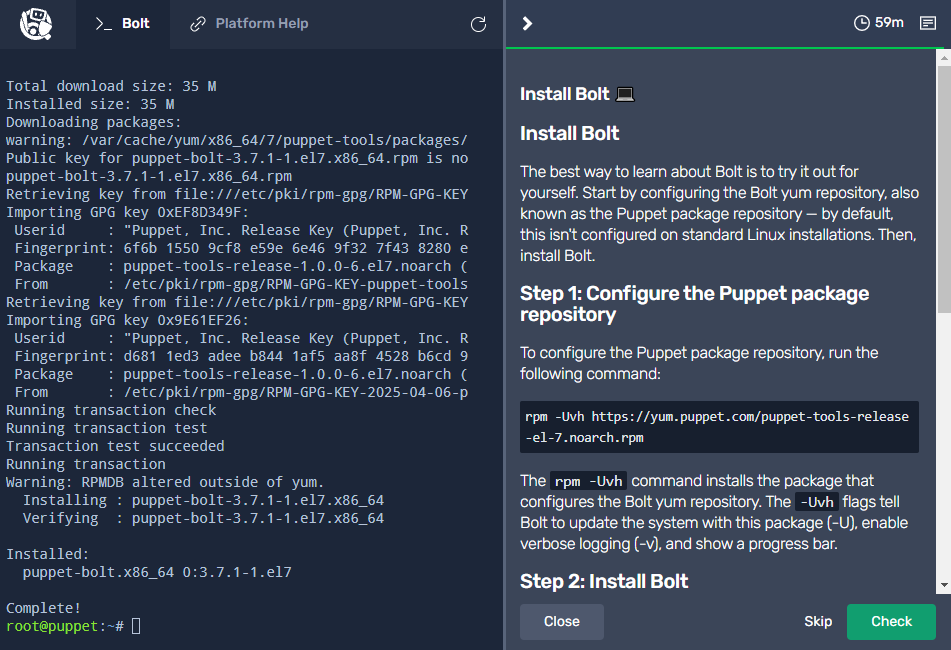 >_ Bolt
Platform Help
Total download size: 35 M
Installed size: 35 M
Downloading packages:
warning: /var/cache/yum/x86_64/7/puppet-tools/packages/
Public key for puppet-bolt-3.7.1-1.el7.x86_64.rpm is no
puppet-bolt-3.7.1-1.el7.x86_64.rpm
Retrieving key from file:///etc/pki/rpm-gpg/RPM-GPG-KEY
Importing GPG key 0xEF8D349F:
Userid     : "Puppet, Inc. Release Key (Puppet, Inc. R
Fingerprint: 6f6b 1550 9cf8 e59e 6e46 9f32 7f43 8280 e
Package    : puppet-tools-release-1.0.0-6.el7.noarch (
From       : /etc/pki/rpm-gpg/RPM-GPG-KEY-puppet-tools
Retrieving key from file:///etc/pki/rpm-gpg/RPM-GPG-KEY
Importing GPG key 0x9E61EF26:
Userid     : "Puppet, Inc. Release Key (Puppet, Inc. R
Fingerprint: d681 1ed3 adee b844 1af5 aa8f 4528 b6cd 9
Package    : puppet-tools-release-1.0.0-6.el7.noarch (
From       : /etc/pki/rpm-gpg/RPM-GPG-KEY-2025-04-06-p
Running transaction check
Running transaction test
Transaction test succeeded
Running transaction
Warning: RPMDB altered outside of yum.
Installing : puppet-bolt-3.7.1-1.el7.x86_64
Verifying  : puppet-bolt-3.7.1-1.el7.x86_64
Installed:
puppet-bolt.x86_64 0:3.7.1-1.el7
Complete!
root@puppet:~#
59m
Install Bolt 💻
Install Bolt
The best way to learn about Bolt is to try it out for
yourself. Start by configuring the Bolt yum repository, also
known as the Puppet package repository — by default,
this isn't configured on standard Linux installations. Then,
install Bolt.
Step 1: Configure the Puppet package
repository
To configure the Puppet package repository, run the
following command:
rpm -Uvh https://yum.puppet.com/puppet-tools-release
-el-7.noarch.rpm
The rpm -Uvh command installs the package that
configures the Bolt yum repository. The -Uvh flags tell
Bolt to update the system with this package (-U), enable
verbose logging (-v), and show a progress bar.
Step 2: Install Bolt
Close
Skip
Check